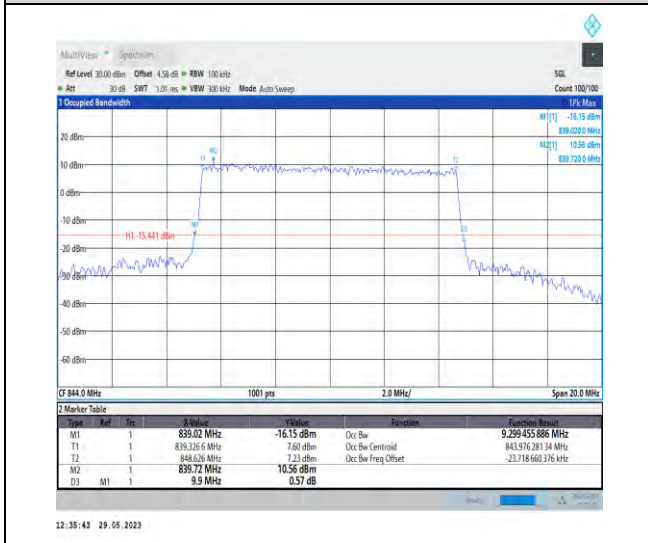 MultiView Spectrum
Ref Level 30.00 dBm Offset 4.58 dB RBW 100 kHz SGL
Att 30 dB SWT 1.01 ms VBW 300 kHz Mode Auto Sweep Count 100/100
1 Occupied Bandwidth 1Pk Max
M1[1] -16.15 dBm
839.020 0 MHz
M2[1] 10.56 dBm
839.720 0 MHz
20 dBm
10 dBm
T1 M2 T2
0 dBm
-10 dBm
H1 -15.441 dBm
M1 D3
-20 dBm
-30 dBm
-40 dBm
-50 dBm
-60 dBm
CF 844.0 MHz 1001 pts 2.0 MHz/ Span 20.0 MHz
2 Marker Table
Type Ref Trc X-Value Y-Value Function Function Result
M1 1 839.02 MHz -16.15 dBm Occ Bw 9.299 455 886 MHz
T1 1 839.326 6 MHz 7.60 dBm Occ Bw Centroid 843.976 281 34 MHz
T2 1 848.626 MHz 7.23 dBm Occ Bw Freq Offset -23.718 660 376 kHz
M2 1 839.72 MHz 10.56 dBm
D3 M1 1 9.9 MHz 0.57 dB
12:35:43 29.05.2023